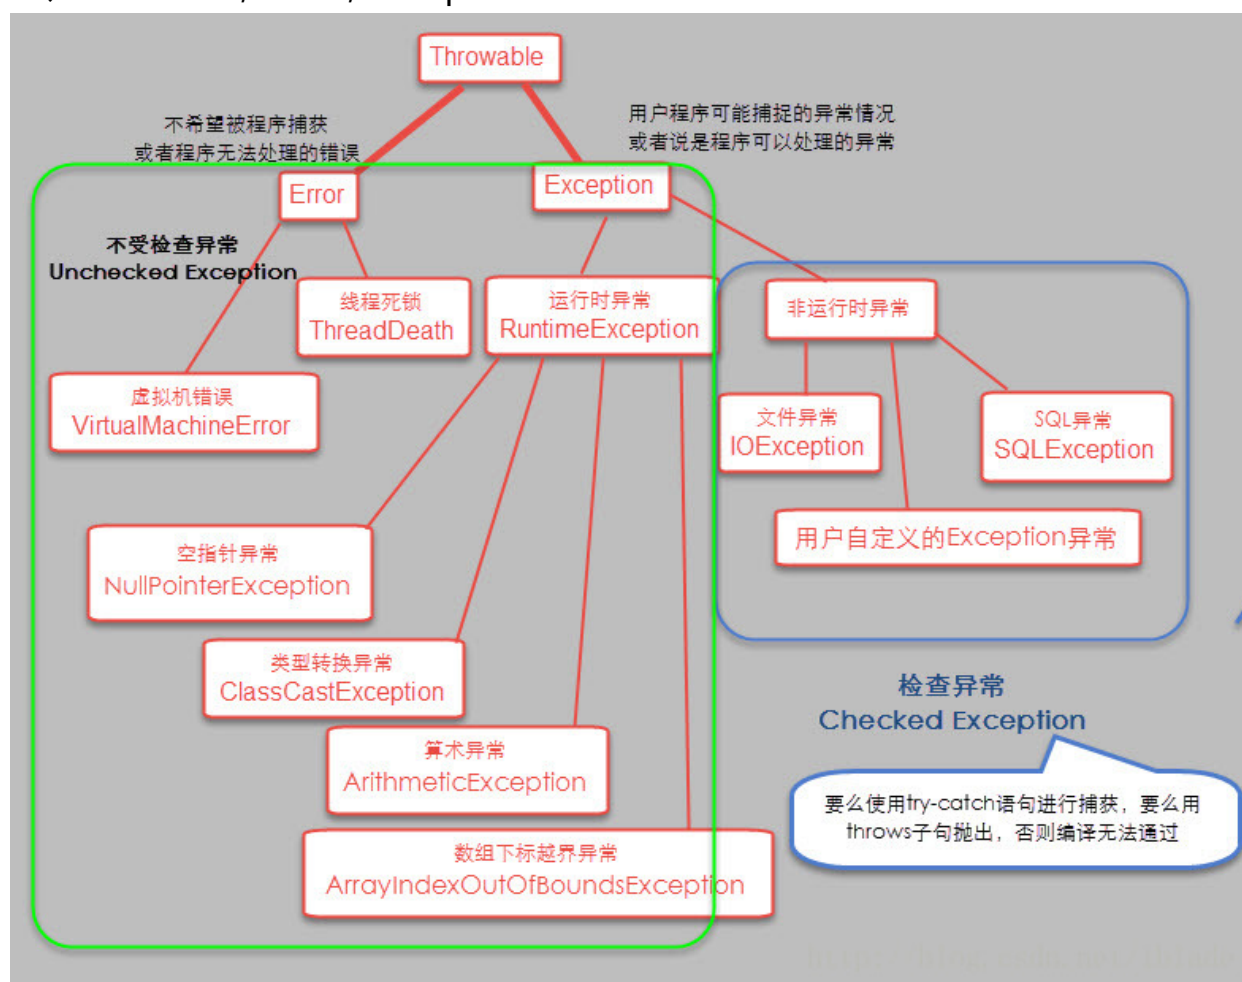 Throwable
不希望被程序捕获
或者程序无法处理的错误
用户程序可能捕捉的异常情况
或者说是程序可以处理的异常
Error
Exception
不受检查异常
Unchecked Exception
线程死锁
ThreadDeath
运行时异常
RuntimeException
非运行时异常
虚拟机错误
VirtualMachineError
文件异常
IOException
SQL异常
SQLException
用户自定义的Exception异常
空指针异常
NullPointerException
类型转换异常
ClassCastException
检查异常
Checked Exception
算术异常
ArithmeticException
要么使用try-catch语句进行捕获，要么用
throws子句抛出，否则编译无法通过
数组下标越界异常
ArrayIndexOutOfBoundsException